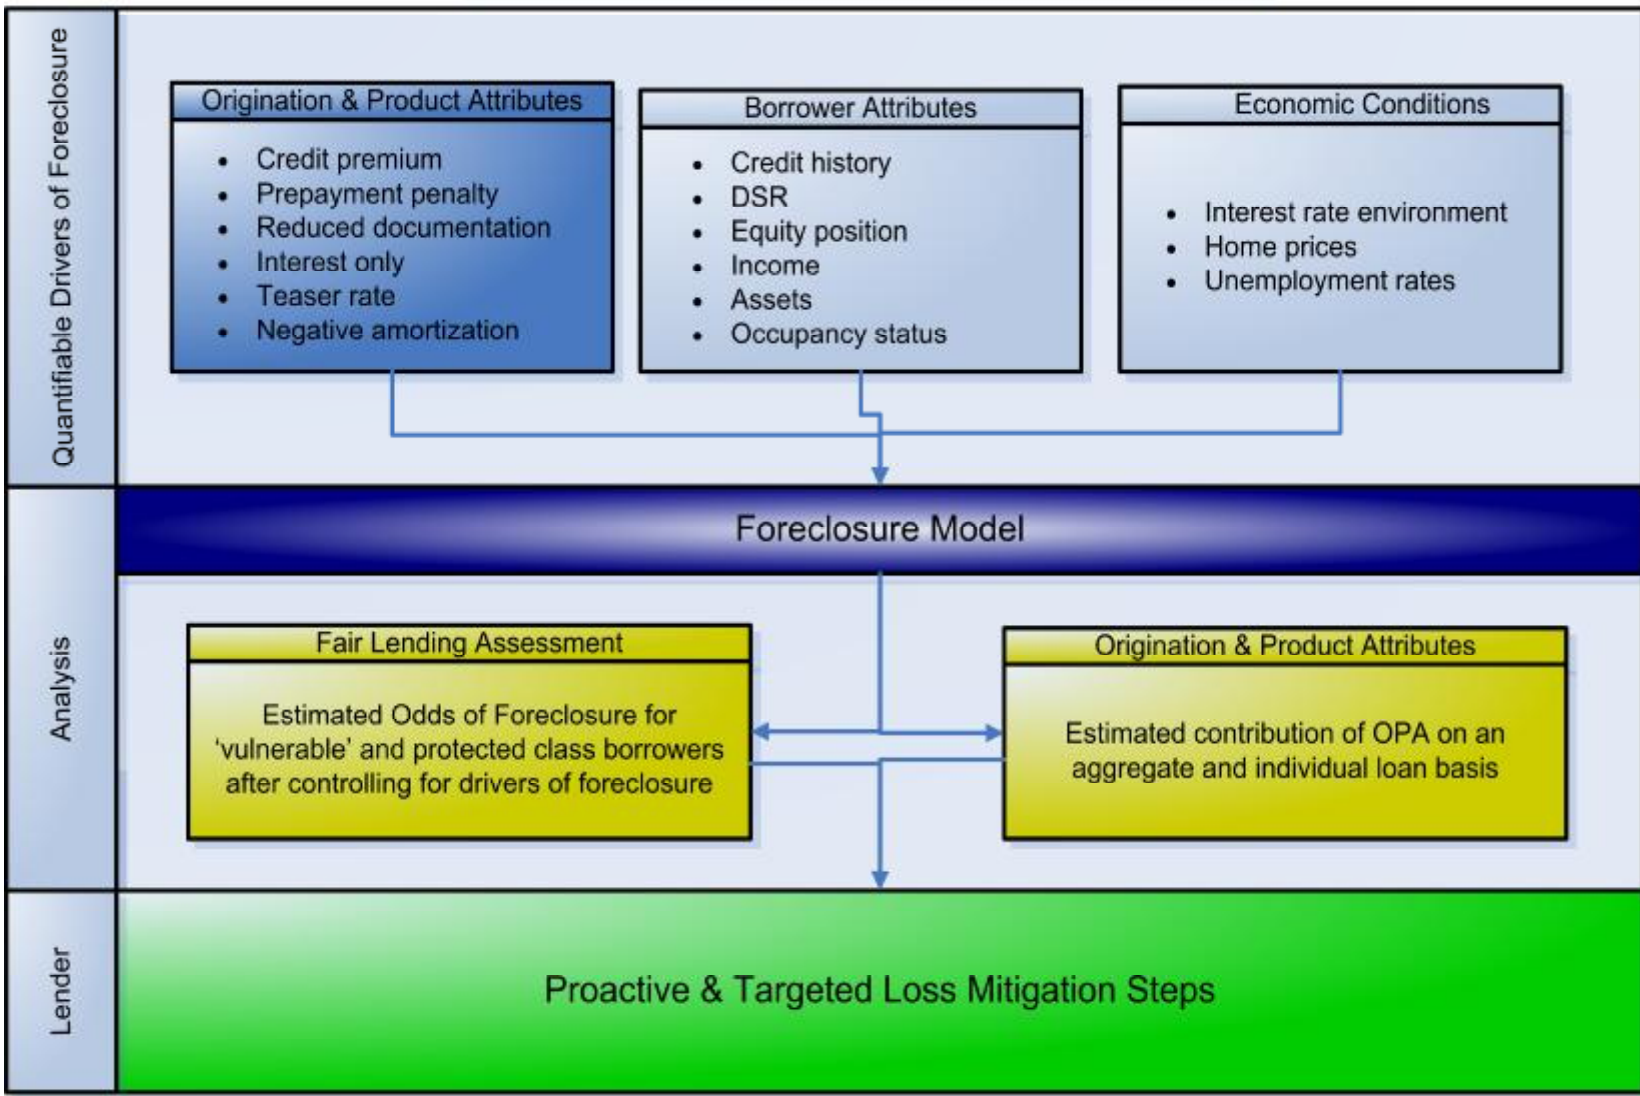 Quantifiable Drivers of Foreclosure
Origination & Product Attributes
• Credit premium
• Prepayment penalty
• Reduced documentation
• Interest only
• Teaser rate
• Negative amortization
Borrower Attributes
• Credit history
• DSR
• Equity position
• Income
• Assets
• Occupancy status
Economic Conditions
• Interest rate environment
• Home prices
• Unemployment rates
Analysis
Foreclosure Model
Fair Lending Assessment
Estimated Odds of Foreclosure for
‘vulnerable’ and protected class borrowers
after controlling for drivers of foreclosure
Origination & Product Attributes
Estimated contribution of OPA on an
aggregate and individual loan basis
Lender
Proactive & Targeted Loss Mitigation Steps